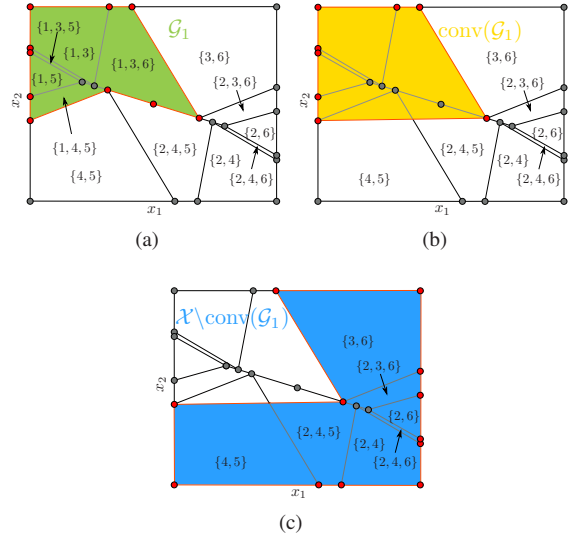 {1, 3, 5}
{1, 3}
{1, 5}
{1, 3, 6}
𝒢₁
{3, 6}
{2, 3, 6}
{2, 6}
{1, 4, 5}
{2, 4, 5}
{2, 4}
{2, 4, 6}
{4, 5}
x₂
x₁
(a)
conv(𝒢₁)
{3, 6}
{2, 3, 6}
{2, 6}
{2, 4, 5}
{2, 4}
{2, 4, 6}
{4, 5}
x₂
x₁
(b)
𝒳\conv(𝒢₁)
{3, 6}
{2, 3, 6}
{2, 6}
{2, 4, 5}
{2, 4}
{2, 4, 6}
{4, 5}
x₂
x₁
(c)